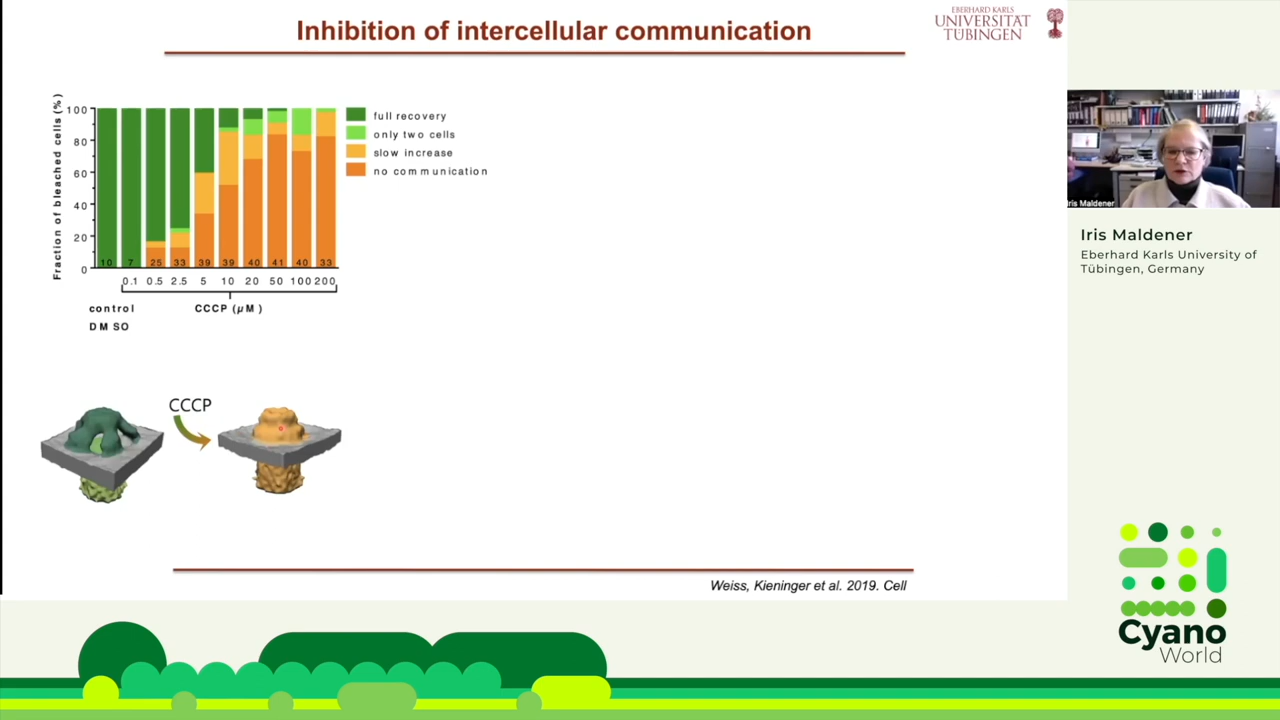 Inhibition of intercellular communication
EBERHARD KARLS
UNIVERSITÄT
TÜBINGEN
Fraction of bleached cells (%)
100
80
60
40
20
0
10 7 25 33 39 39 40 41 40 33
0.1 0.5 2.5 5 10 20 50 100 200
control
DMSO
CCCP (µM)
full recovery
only two cells
slow increase
no communication
CCCP
Weiss, Kieninger et al. 2019. Cell
Iris Maldener
Iris Maldener
Eberhard Karls University of
Tübingen, Germany
Cyano
World